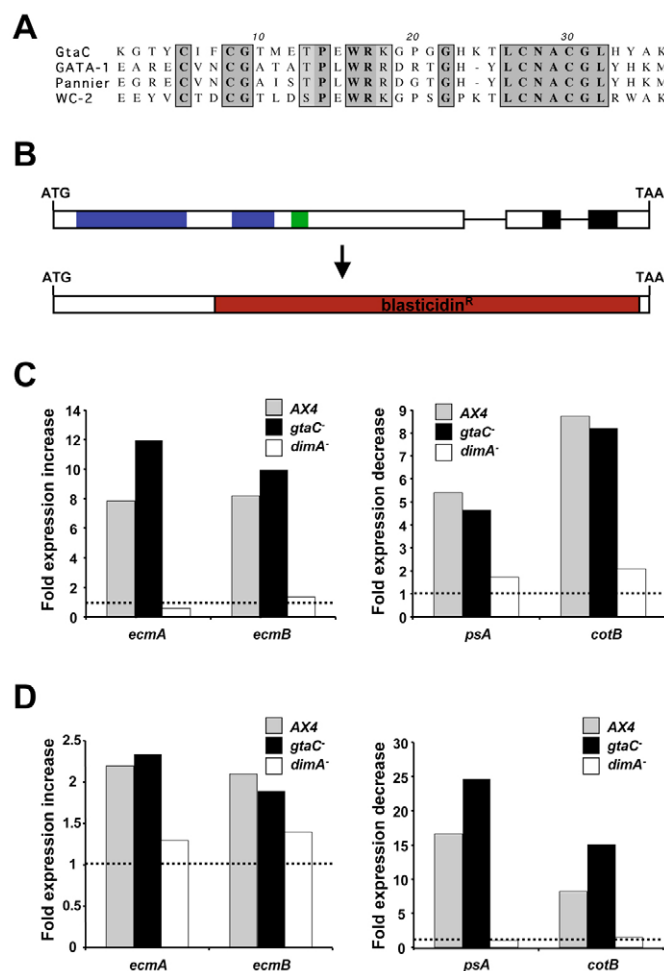 A
10 20 30
GtaC K G T Y C I F C G T M E T P E W R K G P G G H K T L C N A C G L H Y A K
GATA-1 E A R E C V N C G A T A T P L W R R D R T G H - Y L C N A C G L Y H K M
Pannier E G R E C V N C G A I S T P L W R R D G T G H - Y L C N A C G L Y H K M
WC-2 E E Y V C T D C G T L D S P E W R K G P S G P K T L C N A C G L R W A K
B
ATG TAA
ATG TAA
blasticidinR
C
Fold expression increase
14
12
10
8
6
4
2
0
AX4
gtaC-
dimA-
ecmA ecmB
Fold expression decrease
9
8
7
6
5
4
3
2
1
0
AX4
gtaC-
dimA-
psA cotB
D
Fold expression increase
2.5
2
1.5
1
0.5
0
AX4
gtaC-
dimA-
ecmA ecmB
Fold expression decrease
30
25
20
15
10
5
1
0
AX4
gtaC-
dimA-
psA cotB